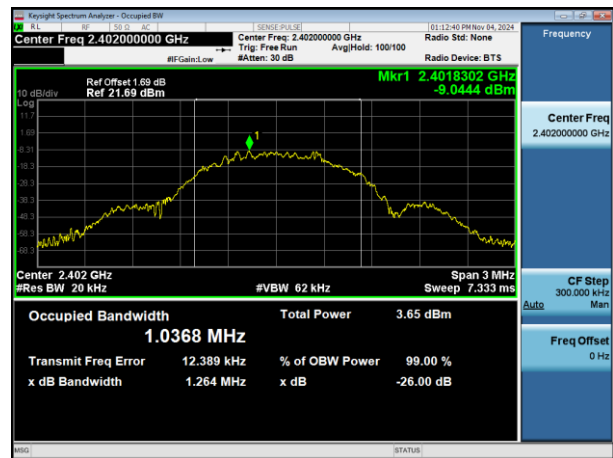 Keysight Spectrum Analyzer - Occupied BW
RL RF 50 Ω AC SENSE:PULSE 01:12:40 PM Nov 04, 2024
Center Freq 2.402000000 GHz Center Freq: 2.402000000 GHz Radio Std: None
Trig: Free Run Avg|Hold: 100/100
#IFGain:Low #Atten: 30 dB Radio Device: BTS
Frequency
Ref Offset 1.69 dB Mkr1 2.4018302 GHz
10 dB/div Ref 21.69 dBm -9.0444 dBm
Log
11.7
1.69
-8.31
-18.3
-28.3
-38.3
-48.3
-58.3
-68.3
1
Center 2.402 GHz Span 3 MHz
#Res BW 20 kHz #VBW 62 kHz Sweep 7.333 ms
Occupied Bandwidth Total Power 3.65 dBm
1.0368 MHz
Transmit Freq Error 12.389 kHz % of OBW Power 99.00 %
x dB Bandwidth 1.264 MHz x dB -26.00 dB
Center Freq
2.402000000 GHz
CF Step
300.000 kHz
Auto Man
Freq Offset
0 Hz
MSG STATUS